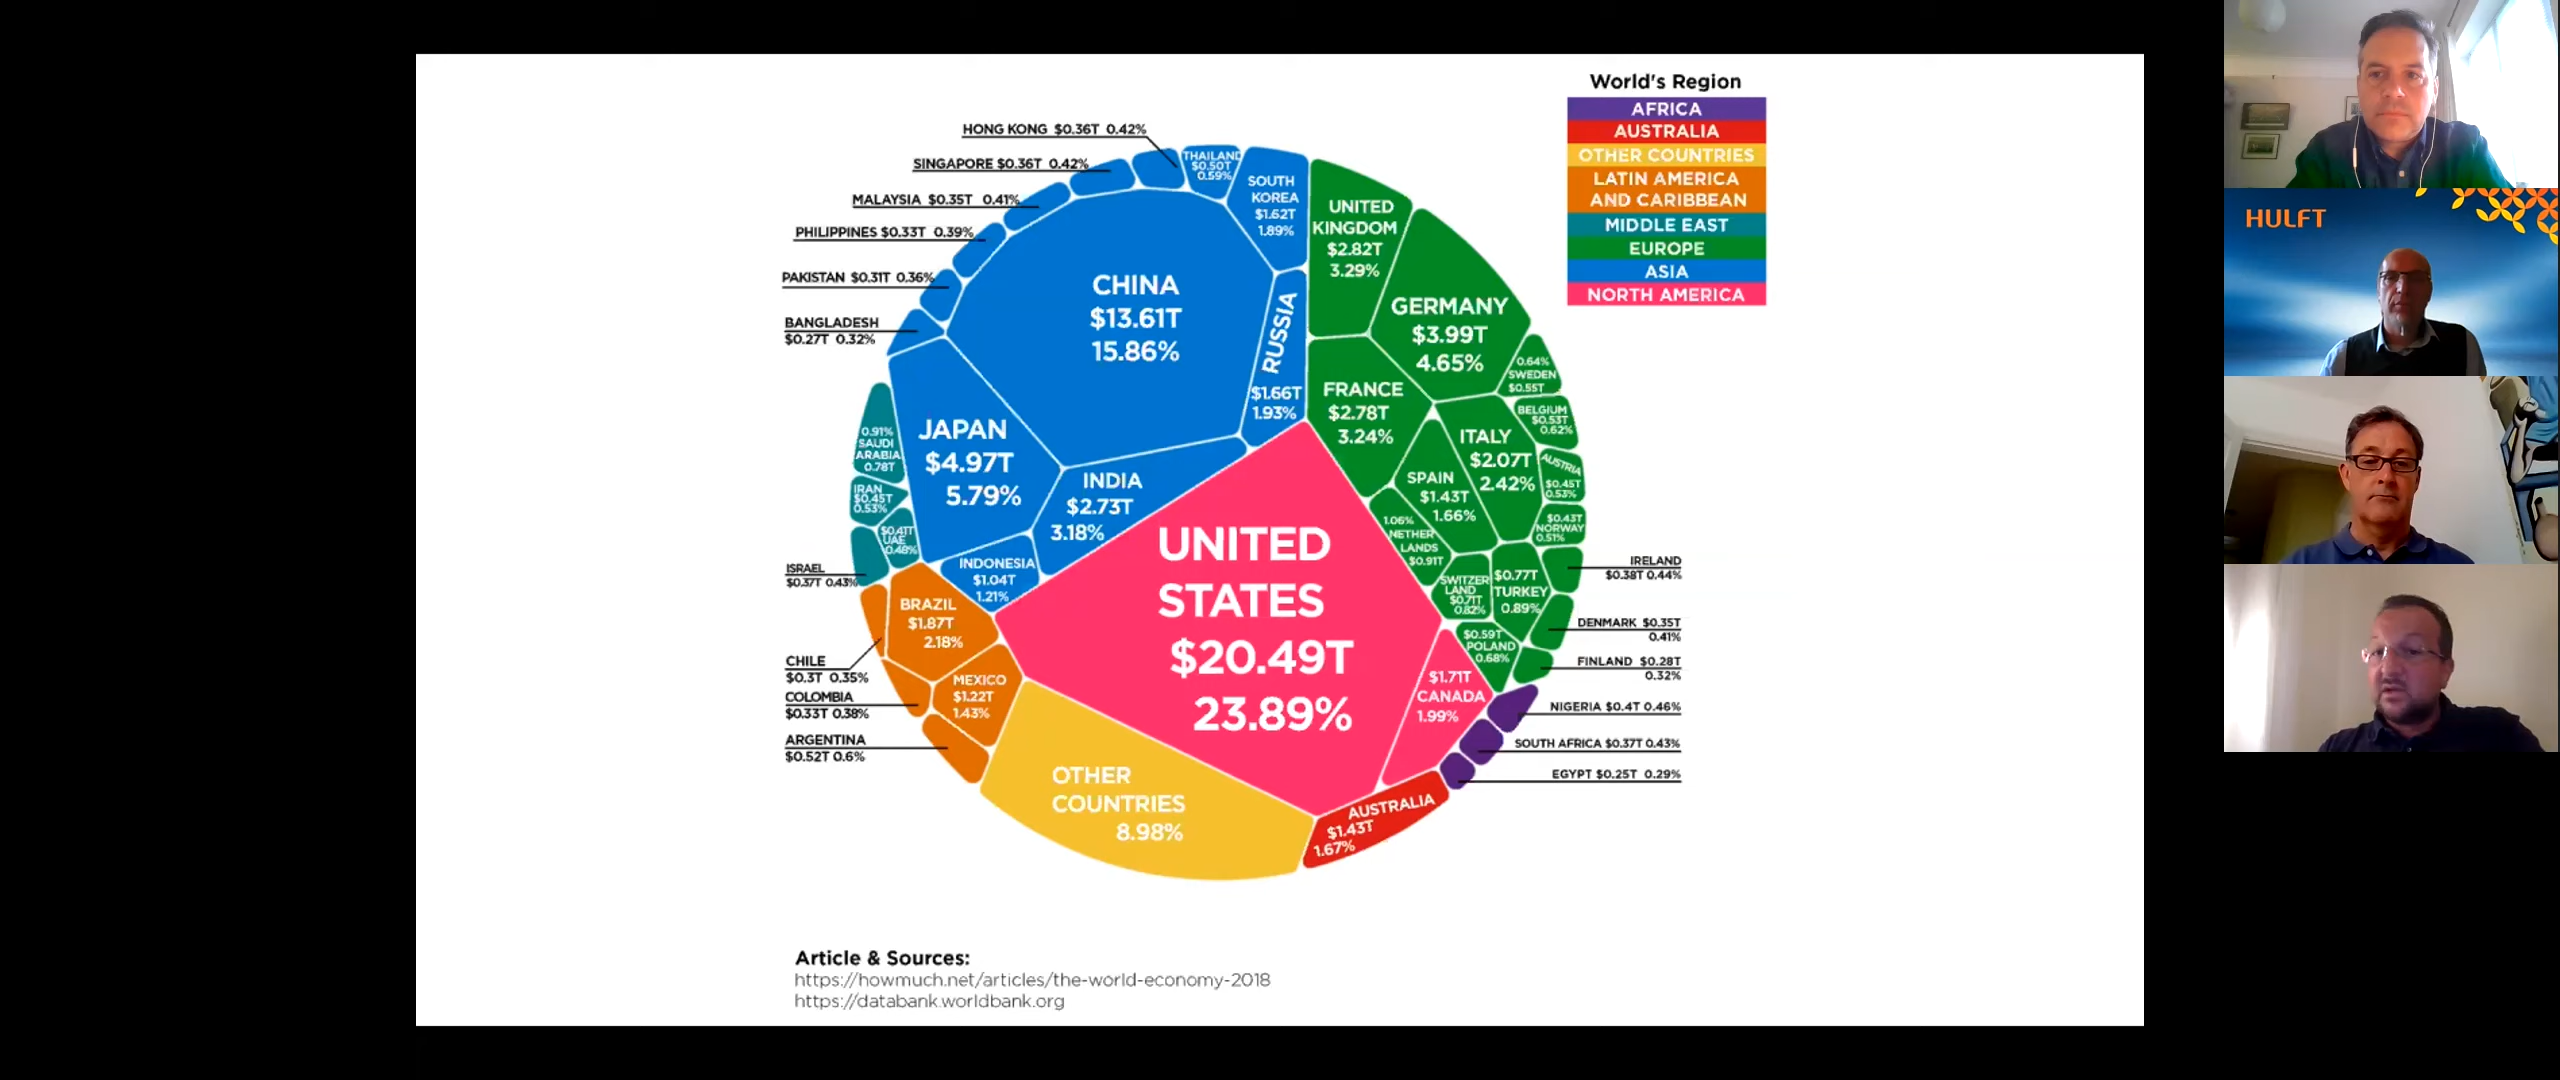 World's Region
AFRICA
AUSTRALIA
OTHER COUNTRIES
LATIN AMERICA
AND CARIBBEAN
MIDDLE EAST
EUROPE
ASIA
NORTH AMERICA
HONG KONG $0.36T 0.42%
SINGAPORE $0.36T 0.42%
MALAYSIA $0.35T 0.41%
PHILIPPINES $0.33T 0.39%
PAKISTAN $0.31T 0.36%
BANGLADESH
$0.27T 0.32%
THAILAND
$0.50T
0.59%
SOUTH
KOREA
$1.62T
1.89%
CHINA
$13.61T
15.86%
RUSSIA
$1.66T
1.93%
JAPAN
$4.97T
5.79%
INDIA
$2.73T
3.18%
INDONESIA
$1.04T
1.21%
UNITED
KINGDOM
$2.82T
3.29%
GERMANY
$3.99T
4.65%
FRANCE
$2.78T
3.24%
0.64%
SWEDEN
$0.55T
BELGIUM
$0.53T
0.62%
ITALY
$2.07T
2.42%
AUSTRIA
$0.45T
0.53%
SPAIN
$1.43T
1.66%
$0.43T
NORWAY
0.51%
1.06%
NETHER
LANDS
$0.91T
SWITZER
LAND
$0.71T
0.82%
$0.77T
TURKEY
0.89%
$0.59T
POLAND
0.68%
IRELAND
$0.38T 0.44%
DENMARK $0.35T
0.41%
FINLAND $0.28T
0.32%
0.91%
SAUDI
ARABIA
0.78T
IRAN
$0.45T
0.53%
$0.41T
UAE
0.48%
ISRAEL
$0.37T 0.43%
BRAZIL
$1.87T
2.18%
MEXICO
$1.22T
1.43%
CHILE
$0.3T 0.35%
COLOMBIA
$0.33T 0.38%
ARGENTINA
$0.52T 0.6%
UNITED
STATES
$20.49T
23.89%
$1.71T
CANADA
1.99%
NIGERIA $0.4T 0.46%
SOUTH AFRICA $0.37T 0.43%
EGYPT $0.25T 0.29%
OTHER
COUNTRIES
8.98%
AUSTRALIA
$1.43T
1.67%
Article & Sources:
https://howmuch.net/articles/the-world-economy-2018
https://databank.worldbank.org
HULFT